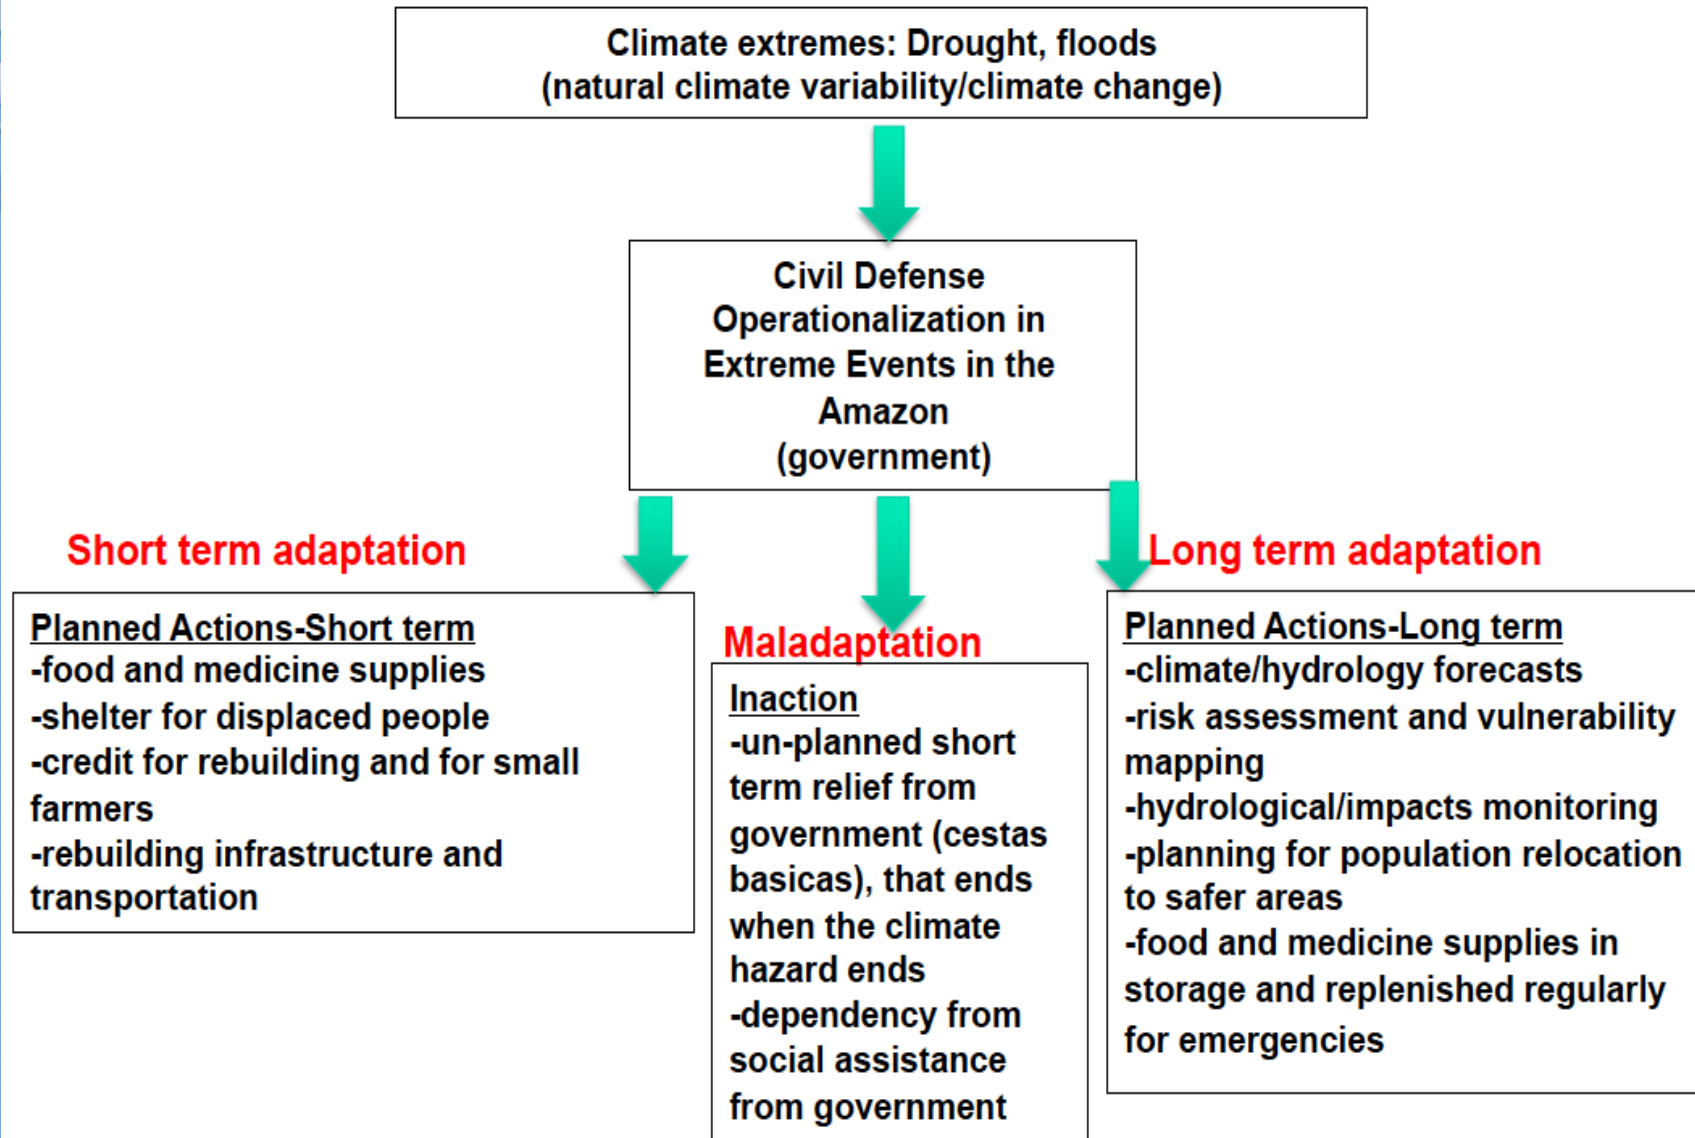 Climate extremes: Drought, floods
(natural climate variability/climate change)
Civil Defense
Operationalization in
Extreme Events in the
Amazon
(government)
Short term adaptation
Planned Actions-Short term
-food and medicine supplies
-shelter for displaced people
-credit for rebuilding and for small
farmers
-rebuilding infrastructure and
transportation
Maladaptation
Inaction
-un-planned short
term relief from
government (cestas
basicas), that ends
when the climate
hazard ends
-dependency from
social assistance
from government
Long term adaptation
Planned Actions-Long term
-climate/hydrology forecasts
-risk assessment and vulnerability
mapping
-hydrological/impacts monitoring
-planning for population relocation
to safer areas
-food and medicine supplies in
storage and replenished regularly
for emergencies